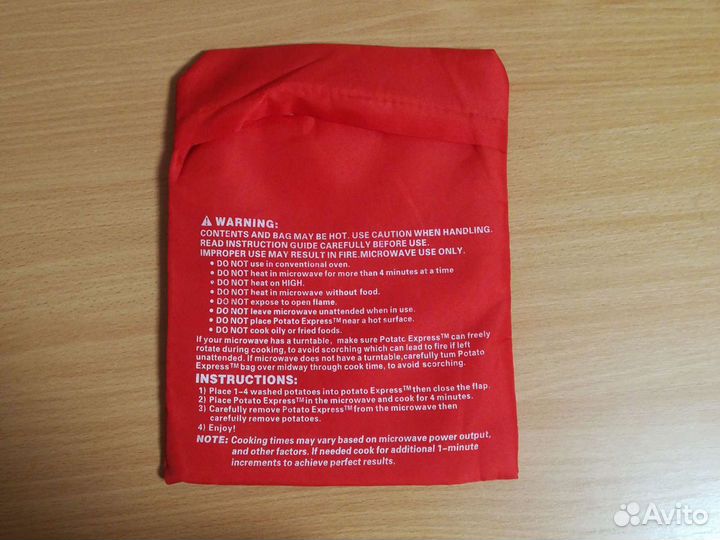 ⚠ WARNING:
CONTENTS AND BAG MAY BE HOT. USE CAUTION WHEN HANDLING.
READ INSTRUCTION GUIDE CAREFULLY BEFORE USE.
IMPROPER USE MAY RESULT IN FIRE.MICROWAVE USE ONLY.
• DO NOT use in conventional oven.
• DO NOT heat in microwave for more than 4 minutes at a time
• DO NOT heat on HIGH.
• DO NOT heat in microwave without food.
• DO NOT expose to open flame.
• DO NOT leave microwave unattended when in use.
• DO NOT place Potato Express™ near a hot surface.
• DO NOT cook oily or fried foods.
If your microwave has a turntable, make sure Potato Express™ can freely
rotate during cooking, to avoid scorching which can lead to fire if left
unattended. If microwave does not have a turntable,carefully turn Potato
Express™ bag over midway through cook time, to avoid scorching.
INSTRUCTIONS:
1) Place 1-4 washed potatoes into potato Express™ then close the flap.
2) Place Potato Express™ in the microwave and cook for 4 minutes.
3) Carefully remove Potato Express™ from the microwave then
carefully remove potatoes.
4) Enjoy!
NOTE: Cooking times may vary based on microwave power output,
and other factors. If needed cook for additional 1-minute
increments to achieve perfect results.
Avito